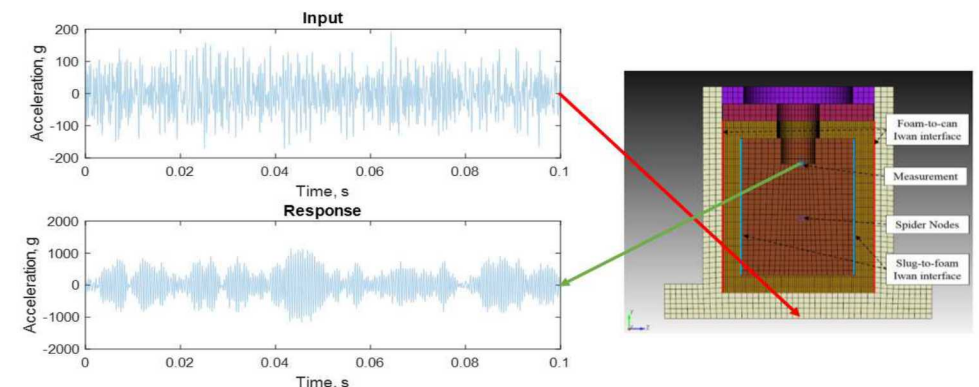 Input
Acceleration, g
200
100
0
-100
-200
0
0.02
0.04
0.06
0.08
0.1
Time, s
Response
Acceleration, g
2000
1000
0
-1000
-2000
0
0.02
0.04
0.06
0.08
0.1
Time, s
Foam-to-can
Iwan interface
Measurement
Spider Nodes
Slug-to-foam
Iwan interface
Y
Z